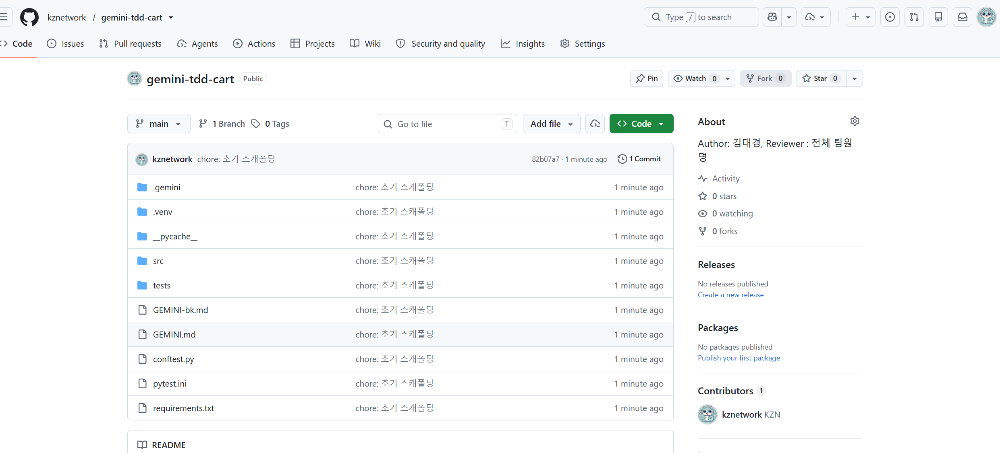 kznetwork / gemini-tdd-cart
Type / to search
Code Issues Pull requests Agents Actions Projects Wiki Security and quality Insights Settings
gemini-tdd-cart Public
Pin Watch 0 Fork 0 Star 0
main 1 Branch 0 Tags Go to file T Add file Code
kznetwork chore: 초기 스캐폴딩 82b07a7 · 1 minute ago 1 Commit
.gemini chore: 초기 스캐폴딩 1 minute ago
.venv chore: 초기 스캐폴딩 1 minute ago
__pycache__ chore: 초기 스캐폴딩 1 minute ago
src chore: 초기 스캐폴딩 1 minute ago
tests chore: 초기 스캐폴딩 1 minute ago
GEMINI-bk.md chore: 초기 스캐폴딩 1 minute ago
GEMINI.md chore: 초기 스캐폴딩 1 minute ago
conftest.py chore: 초기 스캐폴딩 1 minute ago
pytest.ini chore: 초기 스캐폴딩 1 minute ago
requirements.txt chore: 초기 스캐폴딩 1 minute ago
README
About
Author: 김대경, Reviewer : 전체 팀원
명
Activity
0 stars
0 watching
0 forks
Releases
No releases published
Create a new release
Packages
No packages published
Publish your first package
Contributors 1
kznetwork KZN